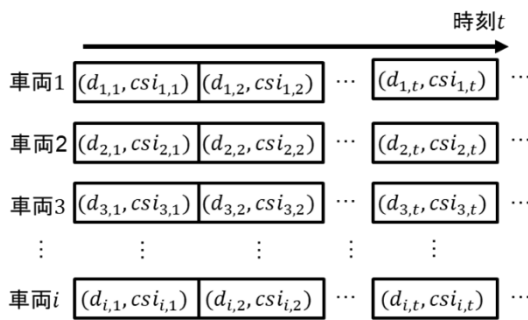 時刻t
車両1 (d_{1,1}, csi_{1,1}) (d_{1,2}, csi_{1,2}) ⋯ (d_{1,t}, csi_{1,t}) ⋯
車両2 (d_{2,1}, csi_{2,1}) (d_{2,2}, csi_{2,2}) ⋯ (d_{2,t}, csi_{2,t}) ⋯
車両3 (d_{3,1}, csi_{3,1}) (d_{3,2}, csi_{3,2}) ⋯ (d_{3,t}, csi_{3,t}) ⋯
⋮ ⋮ ⋮ ⋮ ⋮
車両i (d_{i,1}, csi_{i,1}) (d_{i,2}, csi_{i,2}) ⋯ (d_{i,t}, csi_{i,t}) ⋯